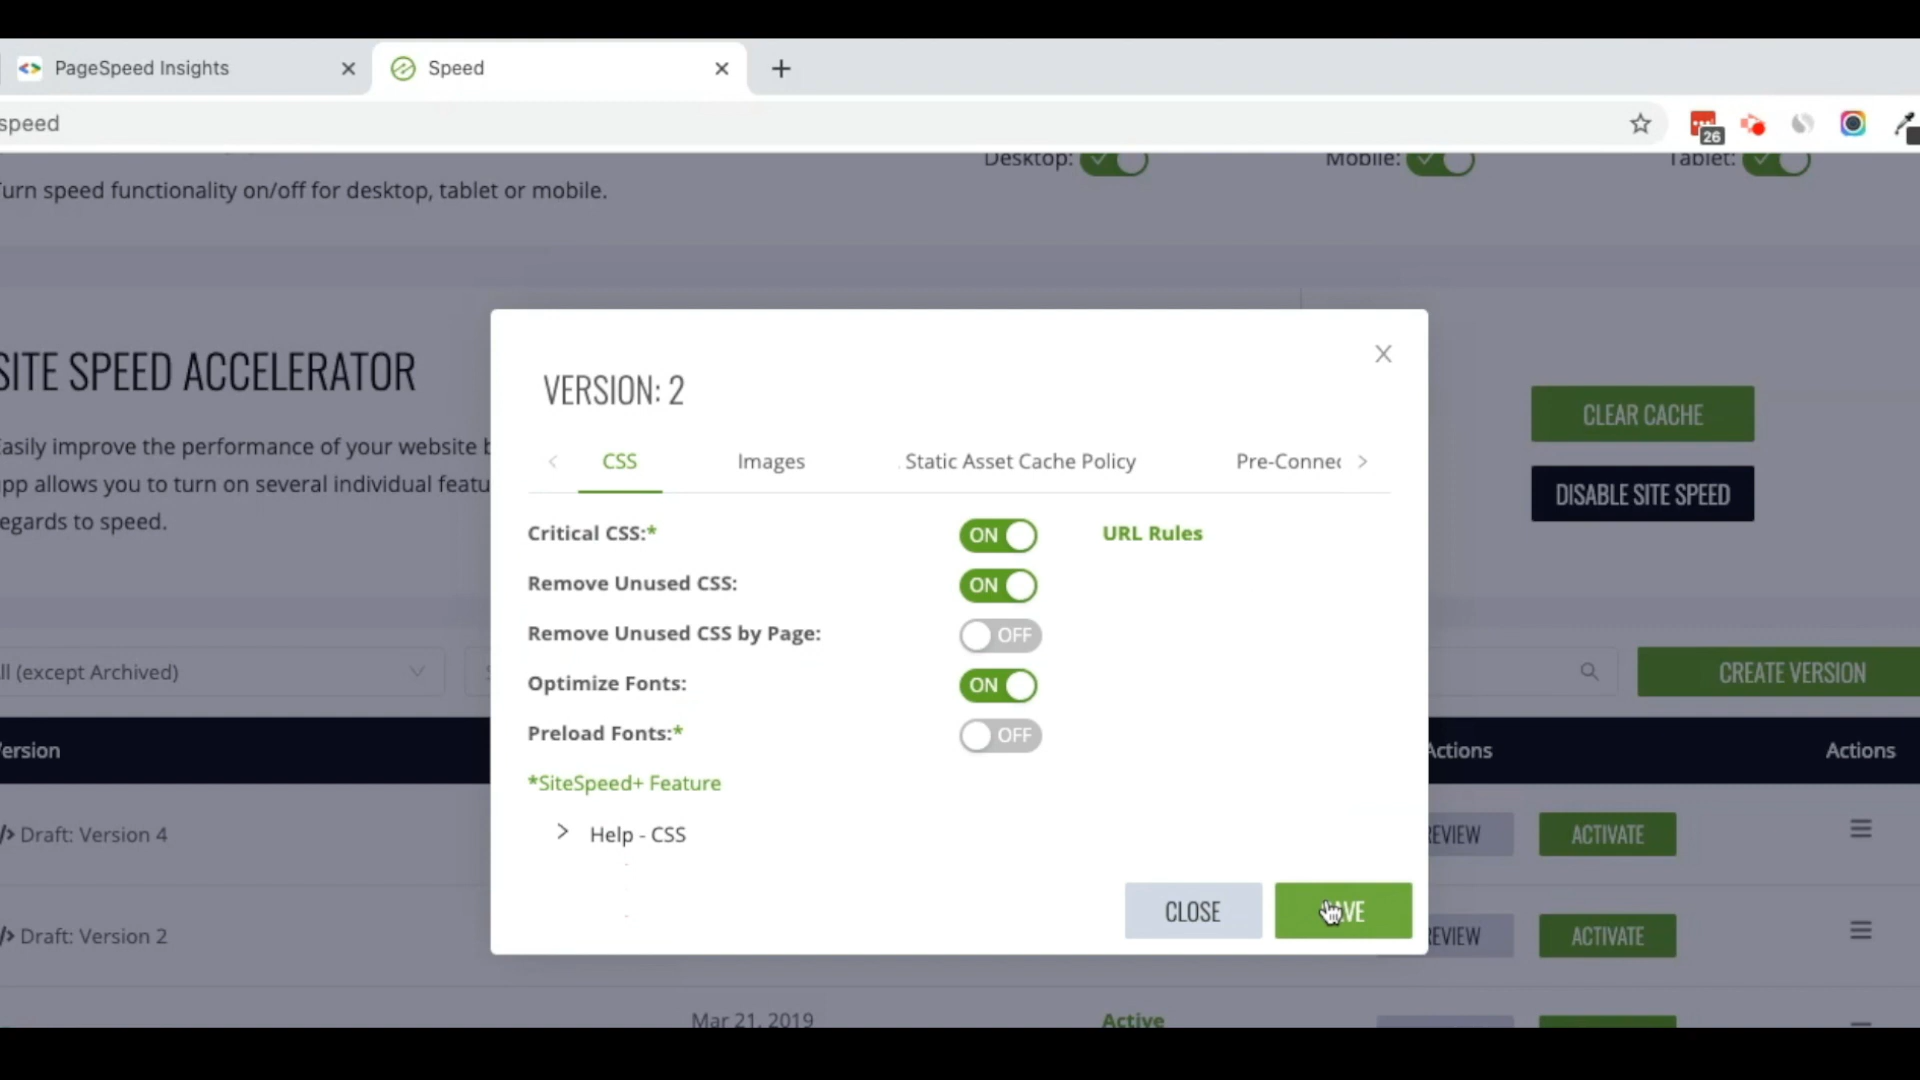 PageSpeed Insights
Speed
speed
26
Desktop: Mobile: Tablet:
urn speed functionality on/off for desktop, tablet or mobile.
SITE SPEED ACCELERATOR
asily improve the performance of your website b
pp allows you to turn on several individual featu
egards to speed.
CLEAR CACHE
DISABLE SITE SPEED
VERSION: 2
CSS Images Static Asset Cache Policy Pre-Connec
Critical CSS:* ON URL Rules
Remove Unused CSS: ON
Remove Unused CSS by Page: OFF
Optimize Fonts: ON
Preload Fonts:* OFF
*SiteSpeed+ Feature
Help - CSS
CLOSE
ll (except Archived)
CREATE VERSION
ersion Actions Actions
Draft: Version 4 REVIEW ACTIVATE
Draft: Version 2 REVIEW ACTIVATE
Mar 21, 2019 Active